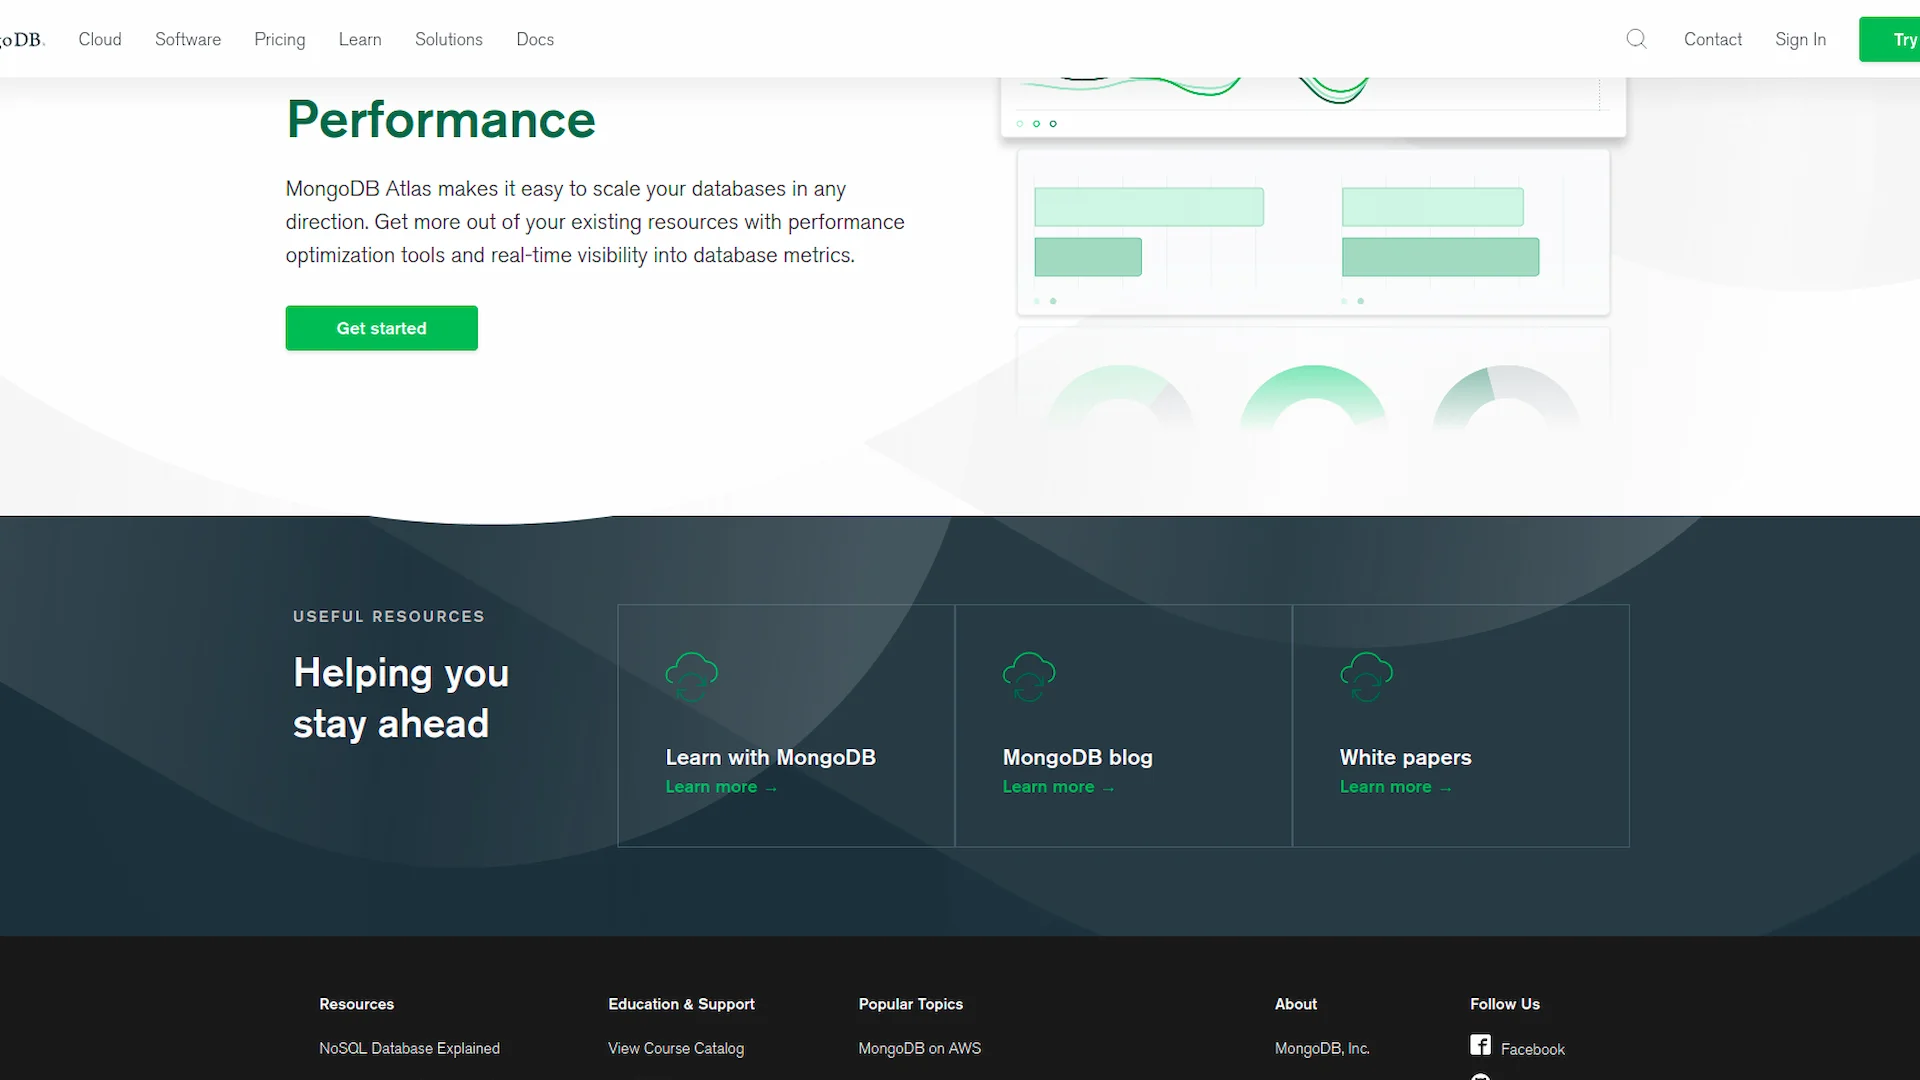 goDB.
Cloud
Software
Pricing
Learn
Solutions
Docs
Contact
Sign In
Try
Performance
MongoDB Atlas makes it easy to scale your databases in any
direction. Get more out of your existing resources with performance
optimization tools and real-time visibility into database metrics.
Get started
USEFUL RESOURCES
Helping you
stay ahead
Learn with MongoDB
Learn more →
MongoDB blog
Learn more →
White papers
Learn more →
Resources
NoSQL Database Explained
Education & Support
View Course Catalog
Popular Topics
MongoDB on AWS
About
MongoDB, Inc.
Follow Us
Facebook